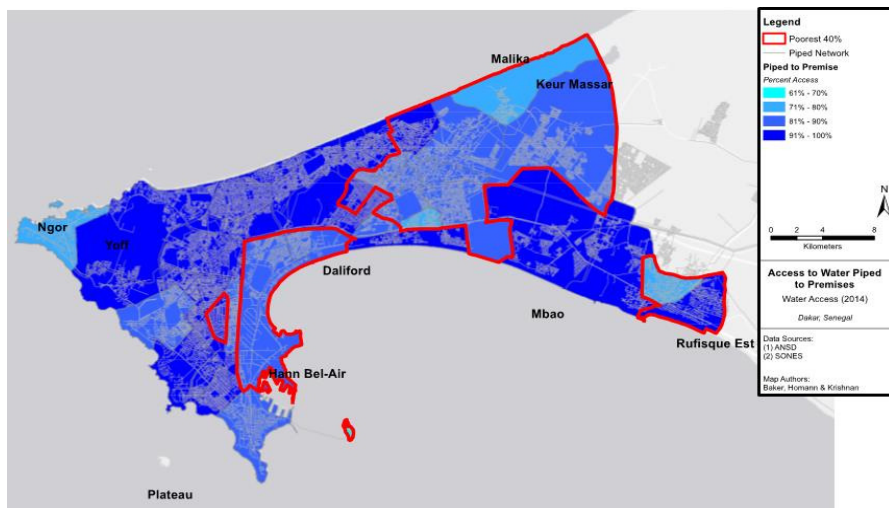 Malika
Keur Massar
Ngor
Yoff
Daliford
Mbao
Rufisque Est
Hann Bel-Air
Plateau
Legend
Poorest 40%
Piped Network
Piped to Premise
Percent Access
61% - 70%
71% - 80%
81% - 90%
91% - 100%
N
0 2 4 8
Kilometers
Access to Water Piped
to Premises
Water Access (2014)
Dakar, Senegal
Data Sources:
(1) ANSD
(2) SONES
Map Authors:
Baker, Homann & Krishnan